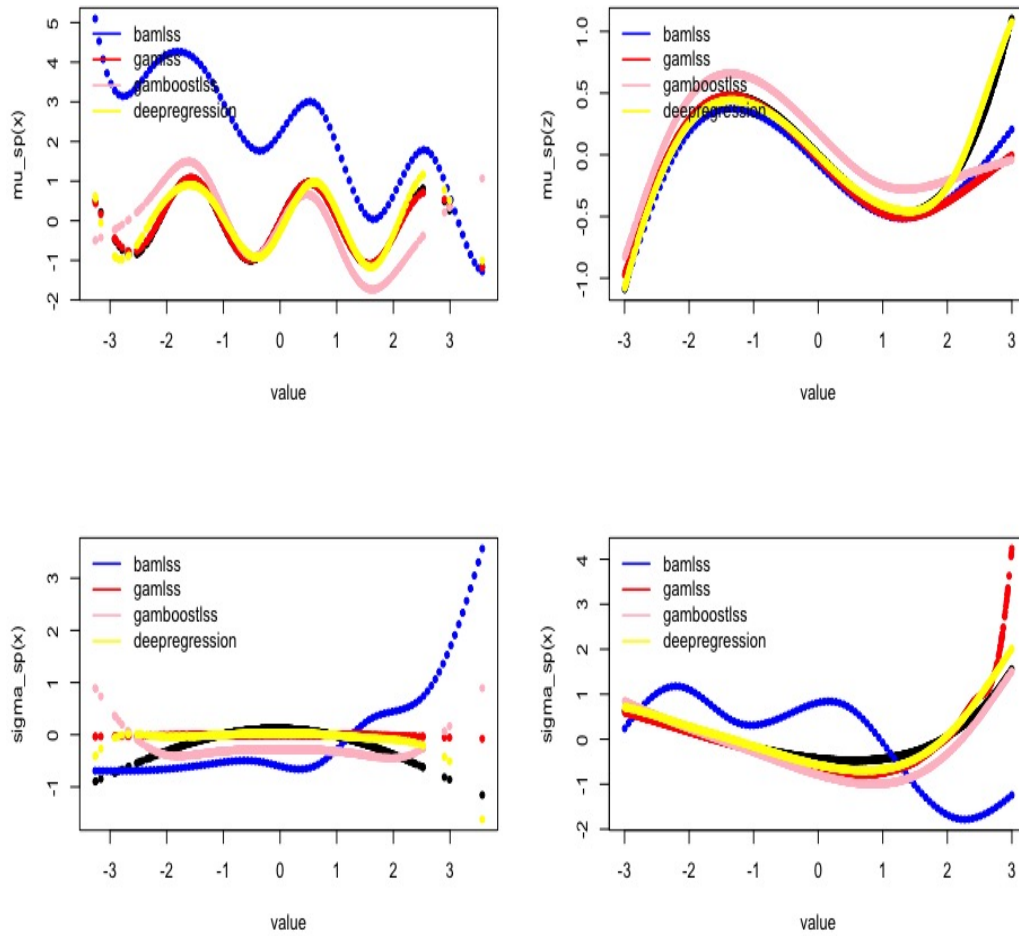 mu_sp(x)
5
4
3
2
1
0
-1
-2
bamlss
gamlss
gamboostlss
deepregression
-3 -2 -1 0 1 2 3
value
mu_sp(z)
1.0
0.5
0.0
-0.5
-1.0
bamlss
gamlss
gamboostlss
deepregression
-3 -2 -1 0 1 2 3
value
sigma_sp(x)
3
2
1
0
-1
bamlss
gamlss
gamboostlss
deepregression
-3 -2 -1 0 1 2 3
value
sigma_sp(x)
4
3
2
1
0
-1
-2
bamlss
gamlss
gamboostlss
deepregression
-3 -2 -1 0 1 2 3
value